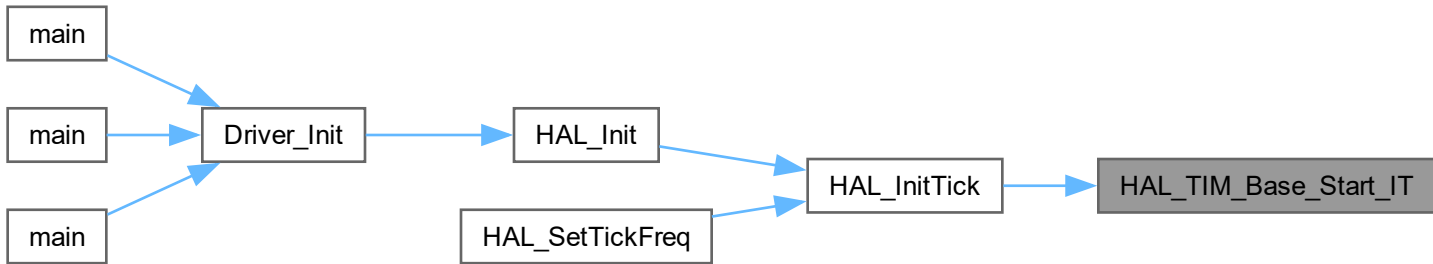 main
main
Driver_Init
HAL_Init
HAL_InitTick
HAL_TIM_Base_Start_IT
main
HAL_SetTickFreq